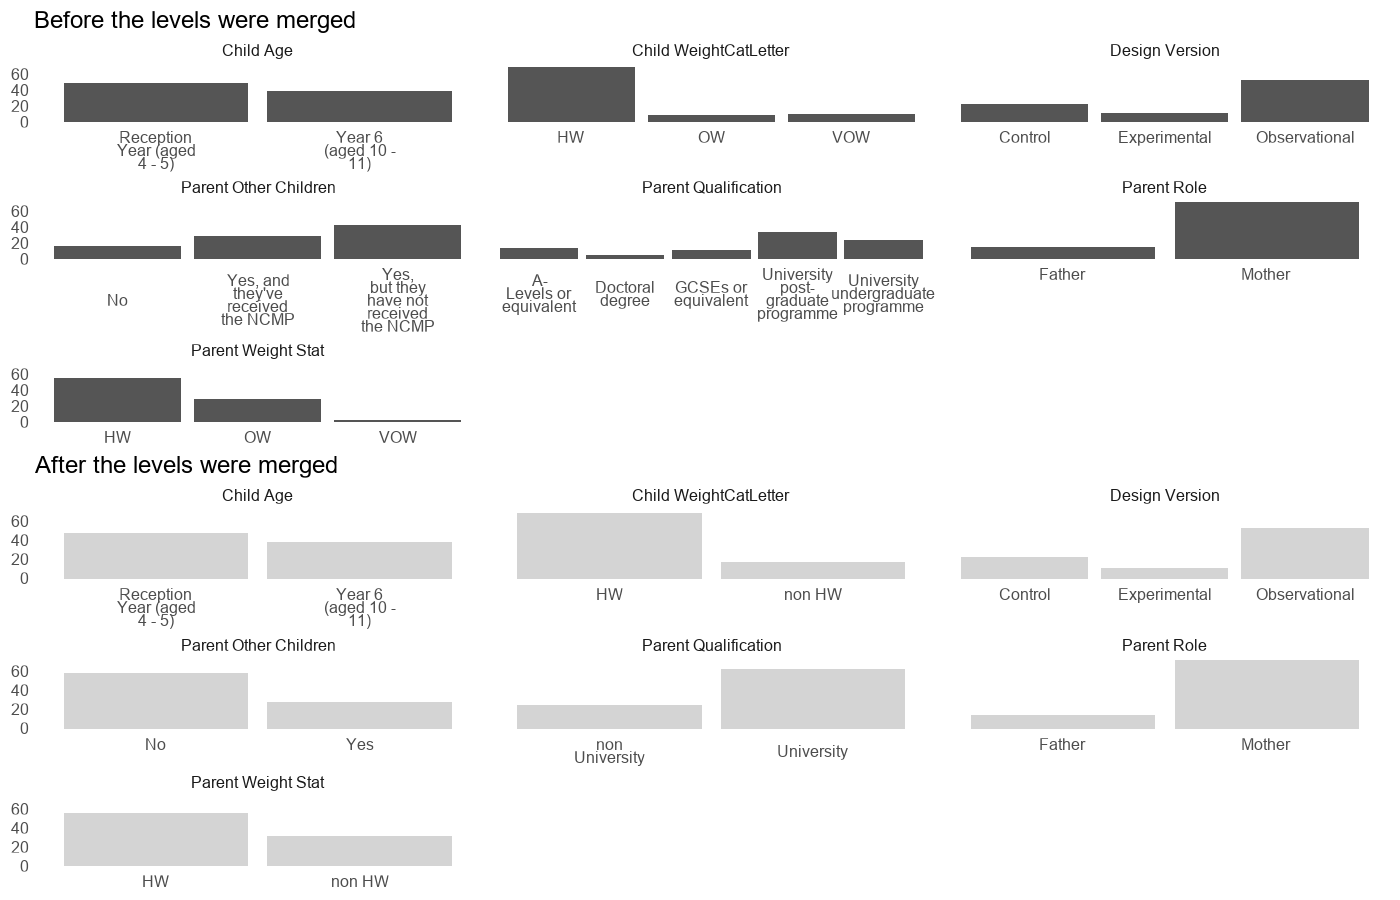 Before the levels were merged
Child Age
Child WeightCatLetter
Design Version
60
40
20
0
Reception
Year (aged
4 - 5)
Year 6
(aged 10 -
11)
HW
OW
VOW
Control
Experimental
Observational
Parent Other Children
Parent Qualification
Parent Role
60
40
20
0
No
Yes, and
they've
received
the NCMP
Yes,
but they
have not
received
the NCMP
A-
Levels or
equivalent
Doctoral
degree
GCSEs or
equivalent
University
post-
graduate
programme
University
undergraduate
programme
Father
Mother
Parent Weight Stat
60
40
20
0
HW
OW
VOW
After the levels were merged
Child Age
Child WeightCatLetter
Design Version
60
40
20
0
Reception
Year (aged
4 - 5)
Year 6
(aged 10 -
11)
HW
non HW
Control
Experimental
Observational
Parent Other Children
Parent Qualification
Parent Role
60
40
20
0
No
Yes
non
University
University
Father
Mother
Parent Weight Stat
60
40
20
0
HW
non HW